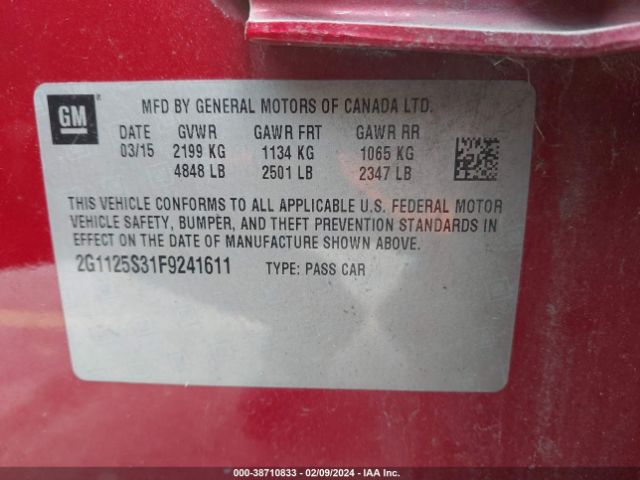 GM
MFD BY GENERAL MOTORS OF CANADA LTD.
DATE GVWR GAWR FRT GAWR RR
03/15 2199 KG 1134 KG 1065 KG
4848 LB 2501 LB 2347 LB
THIS VEHICLE CONFORMS TO ALL APPLICABLE U.S. FEDERAL MOTOR
VEHICLE SAFETY, BUMPER, AND THEFT PREVENTION STANDARDS IN
EFFECT ON THE DATE OF MANUFACTURE SHOWN ABOVE.
2G1125S31F9241611 TYPE: PASS CAR
000-38710833 - 02/09/2024 - IAA Inc.